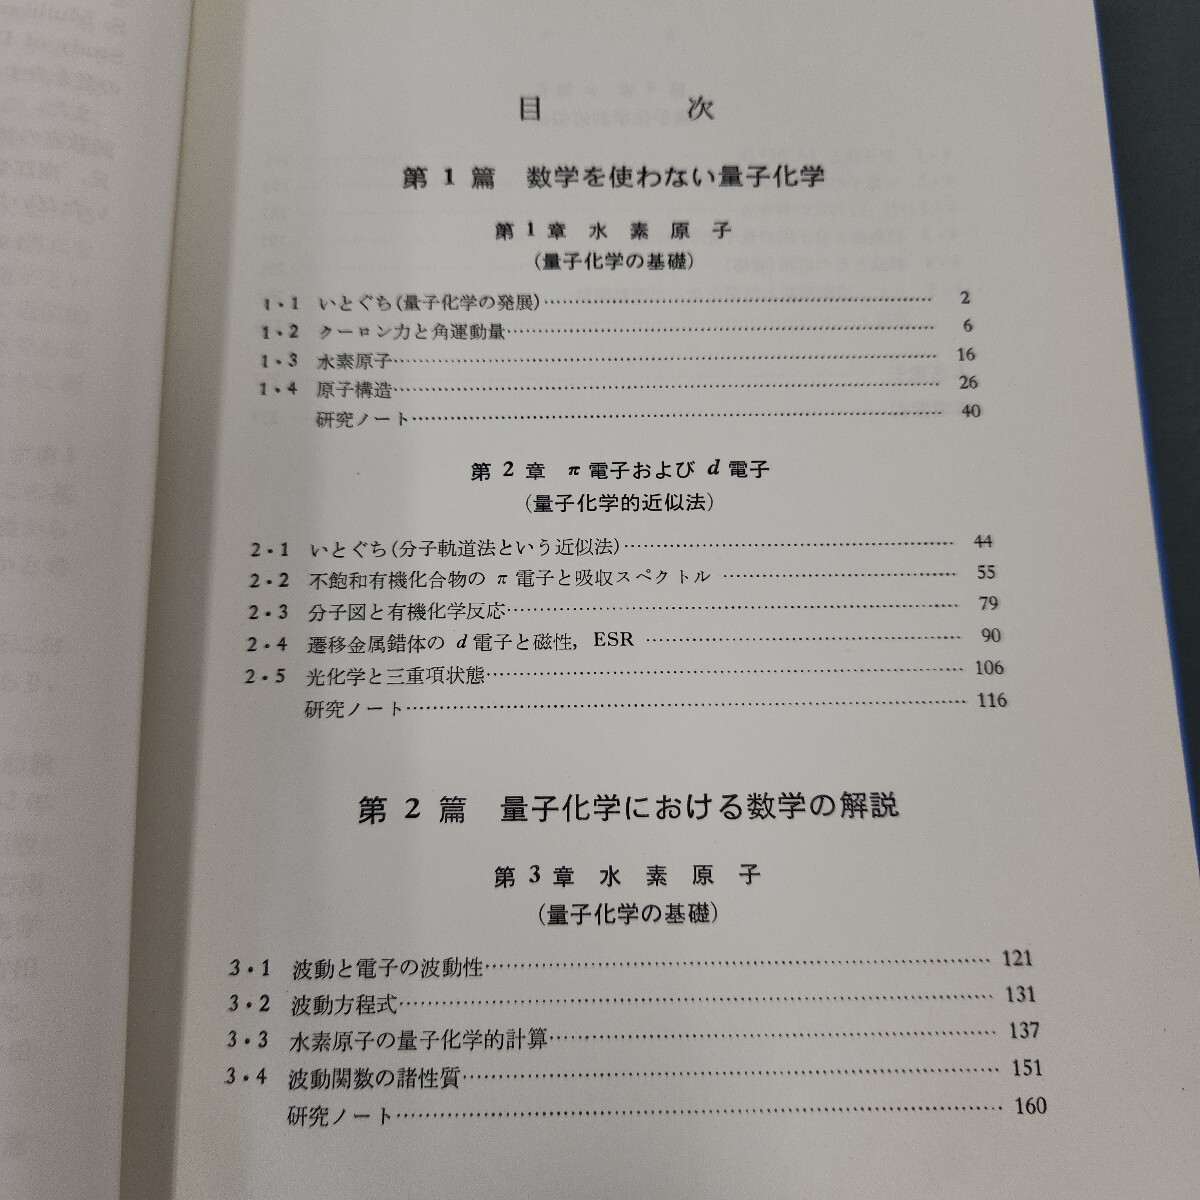 目次
第1篇 数学を使わない量子化学
第1章 水素原子
(量子化学の基礎)
1・1 いとぐち(量子化学の発展)…… 2
1・2 クーロン力と角運動量…… 6
1・3 水素原子…… 16
1・4 原子構造…… 26
研究ノート…… 40
第2章 π電子およびd電子
(量子化学的近似法)
2・1 いとぐち(分子軌道法という近似法)…… 44
2・2 不飽和有機化合物のπ電子と吸収スペクトル…… 55
2・3 分子図と有機化学反応…… 79
2・4 遷移金属錯体のd電子と磁性, ESR…… 90
2・5 光化学と三重項状態…… 106
研究ノート…… 116
第2篇 量子化学における数学の解説
第3章 水素原子
(量子化学の基礎)
3・1 波動と電子の波動性…… 121
3・2 波動方程式…… 131
3・3 水素原子の量子化学的計算…… 137
3・4 波動関数の諸性質…… 151
研究ノート…… 160